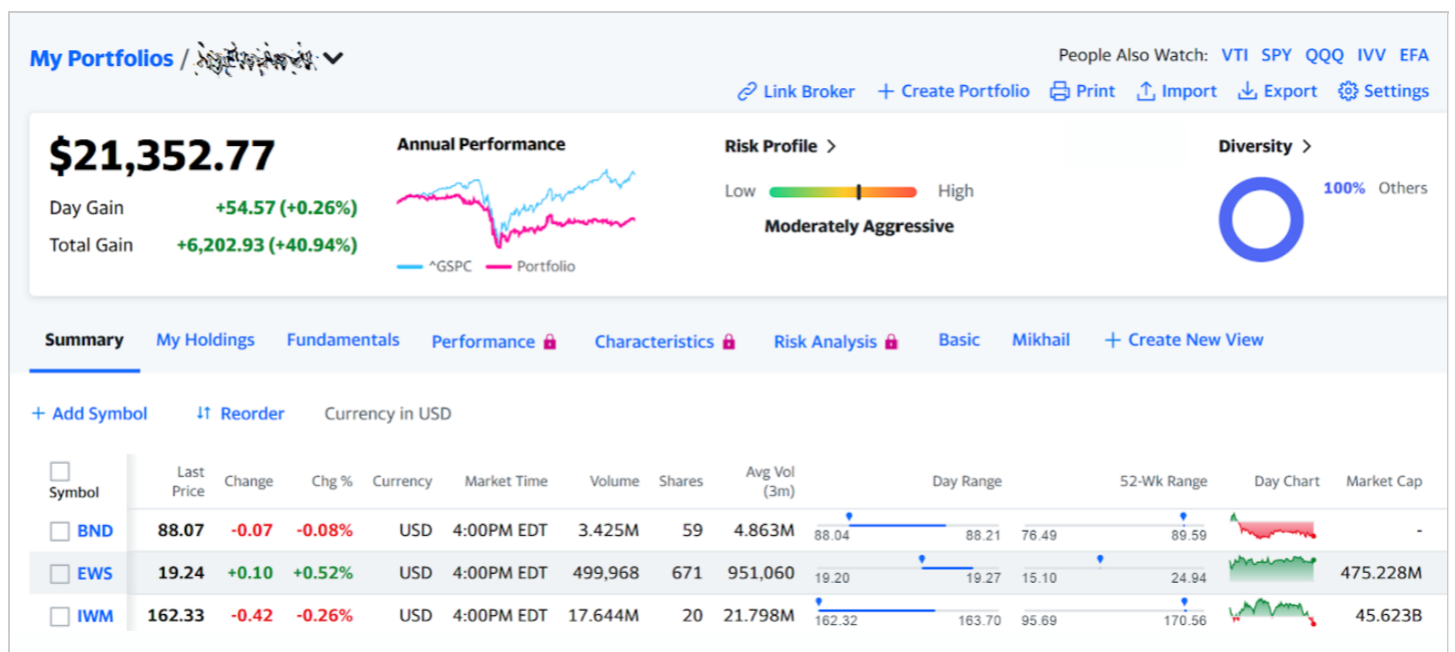 My Portfolios /
People Also Watch: VTI SPY QQQ IVV EFA
Link Broker + Create Portfolio Print Import Export Settings
$21,352.77
Day Gain +54.57 (+0.26%)
Total Gain +6,202.93 (+40.94%)
Annual Performance
^GSPC Portfolio
Risk Profile >
Low High
Moderately Aggressive
Diversity >
100% Others
Summary My Holdings Fundamentals Performance Characteristics Risk Analysis Basic Mikhail + Create New View
+ Add Symbol Reorder Currency in USD
Symbol Last Price Change Chg % Currency Market Time Volume Shares Avg Vol (3m) Day Range 52-Wk Range Day Chart Market Cap
BND 88.07 -0.07 -0.08% USD 4:00PM EDT 3.425M 59 4.863M 88.04 88.21 76.49 89.59 -
EWS 19.24 +0.10 +0.52% USD 4:00PM EDT 499,968 671 951,060 19.20 19.27 15.10 24.94 475.228M
IWM 162.33 -0.42 -0.26% USD 4:00PM EDT 17.644M 20 21.798M 162.32 163.70 95.69 170.56 45.623B